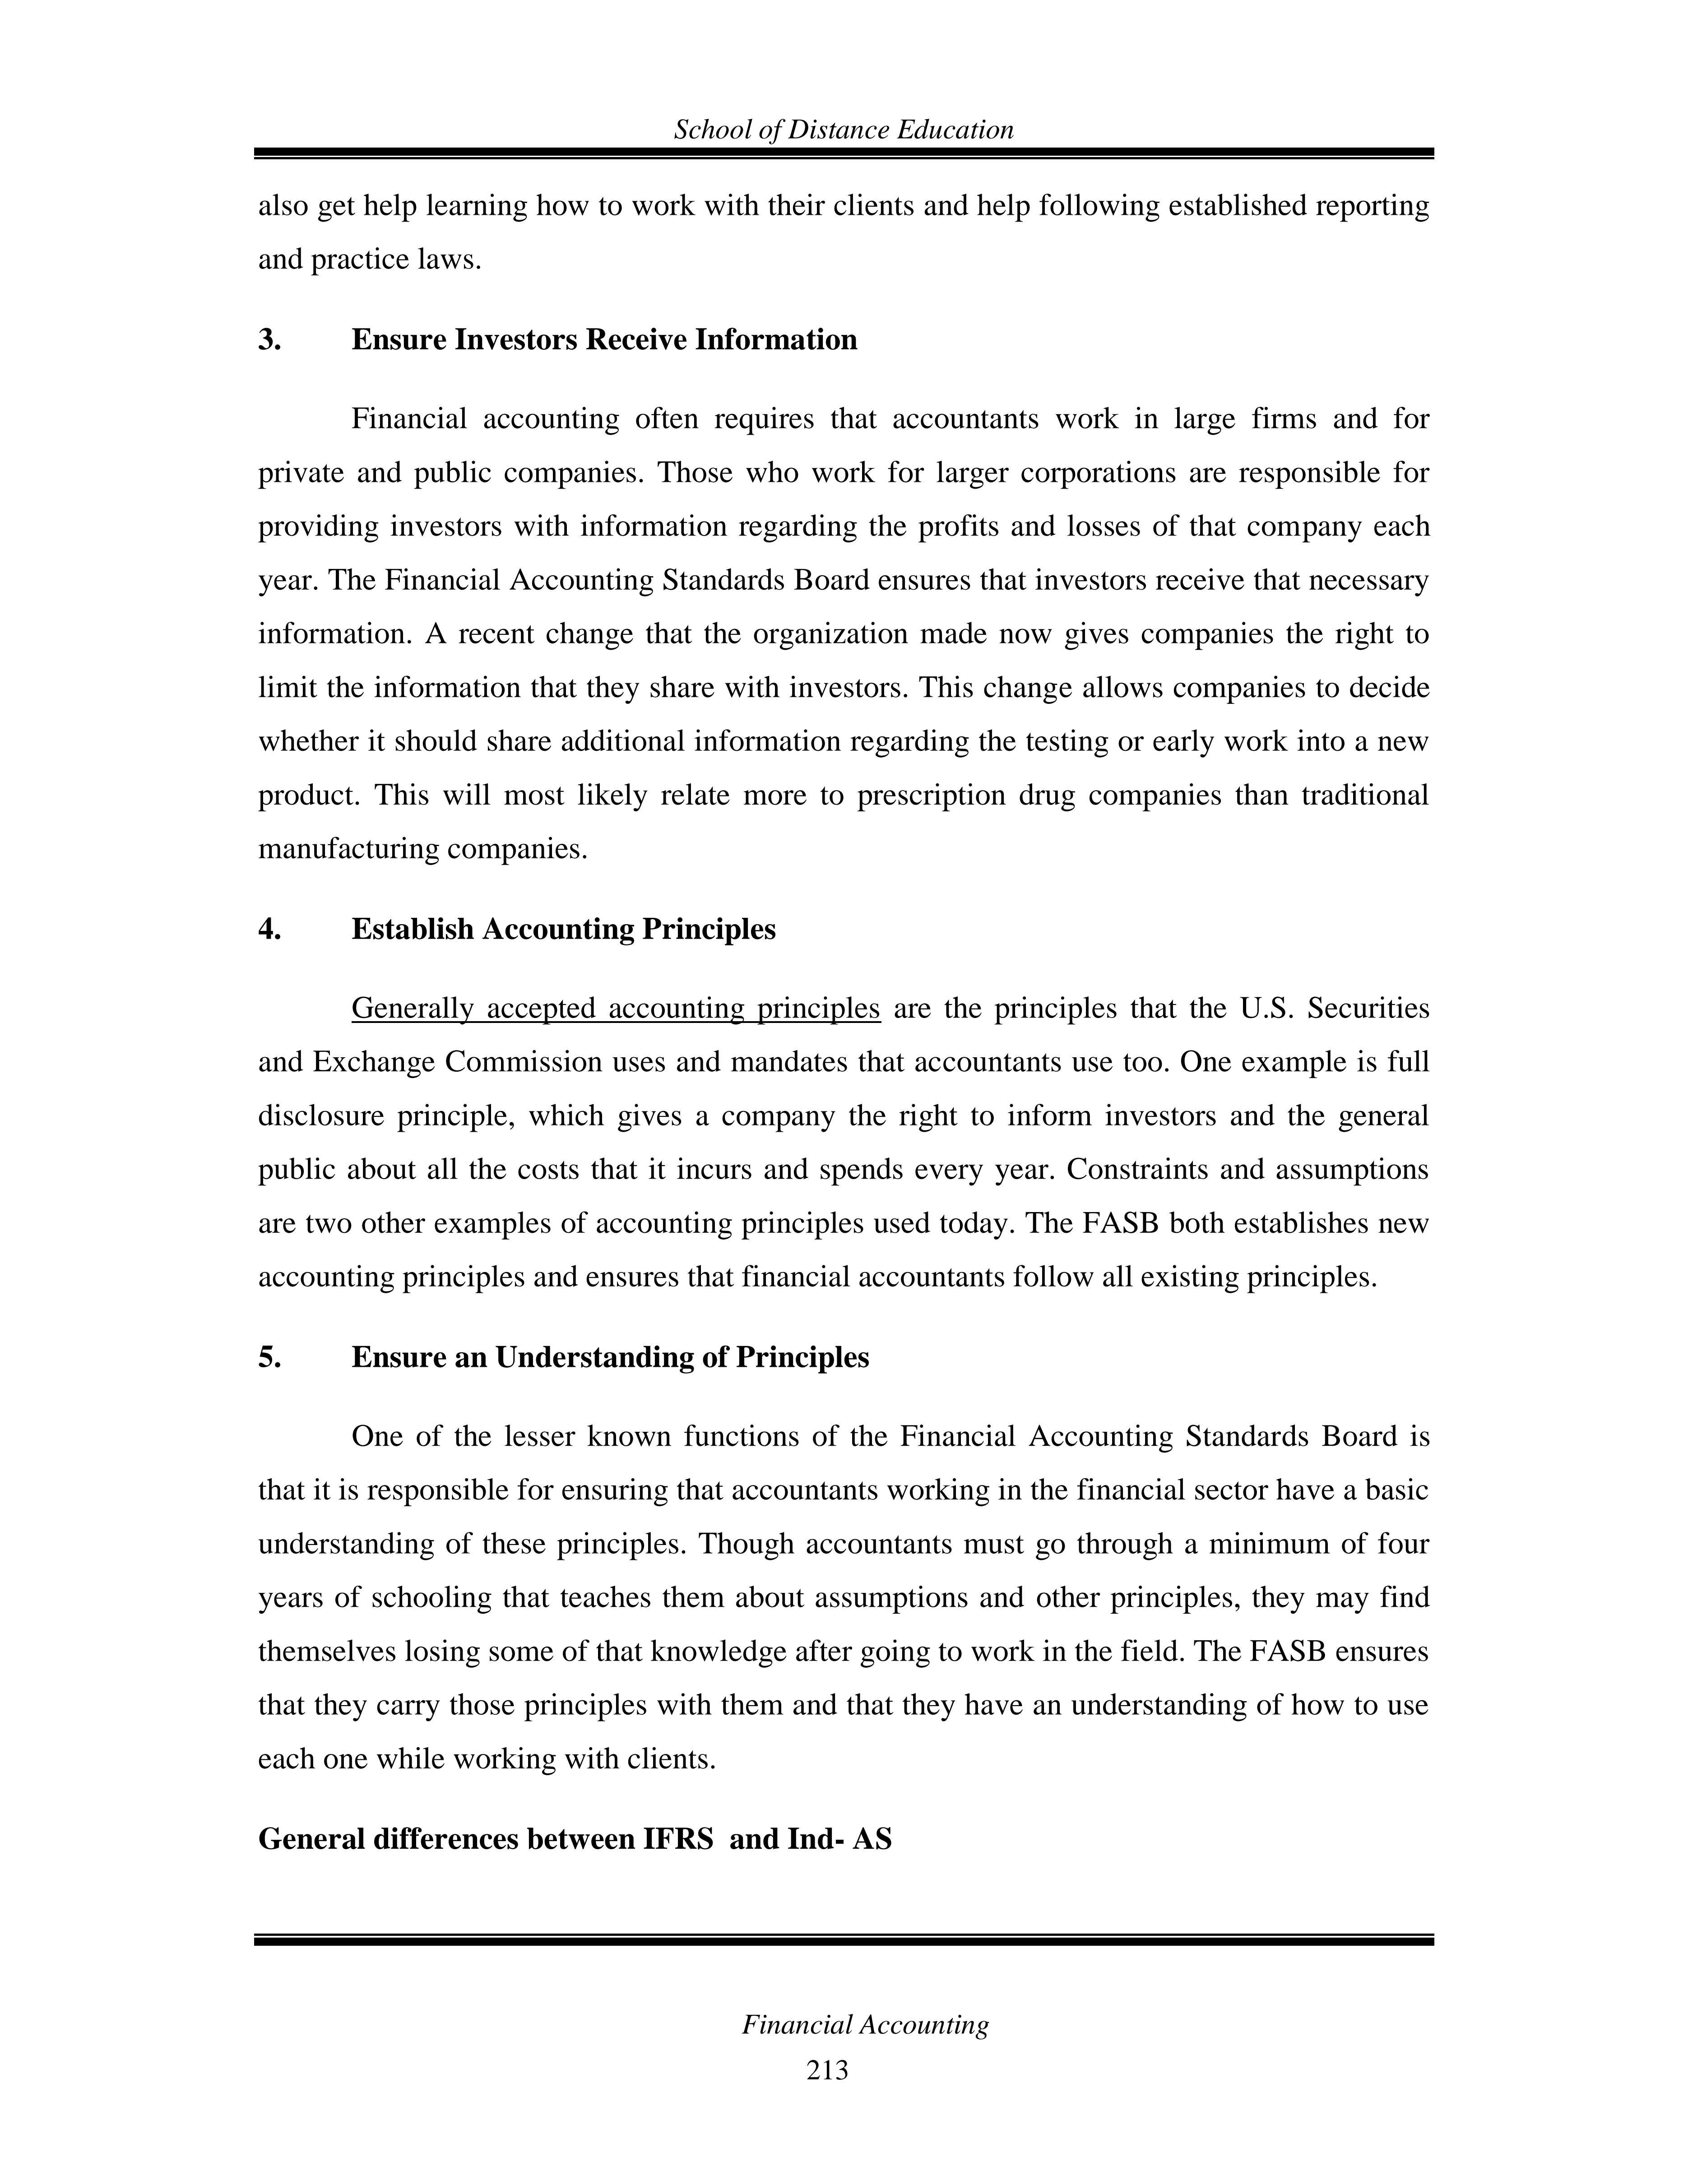 School of Distance Education
also get help learning how to work with their clients and help following established reporting
and practice laws.
3. Ensure Investors Receive Information
Financial accounting often requires that accountants work in large firms and for
private and public companies. Those who work for larger corporations are responsible for
providing investors with information regarding the profits and losses of that company each
year. The Financial Accounting Standards Board ensures that investors receive that necessary
information. A recent change that the organization made now gives companies the right to
limit the information that they share with investors. This change allows companies to decide
whether it should share additional information regarding the testing or early work into a new
product. This will most likely relate more to prescription drug companies than traditional
manufacturing companies.
4. Establish Accounting Principles
Generally accepted accounting principles are the principles that the U.S. Securities
and Exchange Commission uses and mandates that accountants use too. One example is full
disclosure principle, which gives a company the right to inform investors and the general
public about all the costs that it incurs and spends every year. Constraints and assumptions
are two other examples of accounting principles used today. The FASB both establishes new
accounting principles and ensures that financial accountants follow all existing principles.
5. Ensure an Understanding of Principles
One of the lesser known functions of the Financial Accounting Standards Board is
that it is responsible for ensuring that accountants working in the financial sector have a basic
understanding of these principles. Though accountants must go through a minimum of four
years of schooling that teaches them about assumptions and other principles, they may find
themselves losing some of that knowledge after going to work in the field. The FASB ensures
that they carry those principles with them and that they have an understanding of how to use
each one while working with clients.
General differences between IFRS  and Ind- AS
Financial Accounting
213